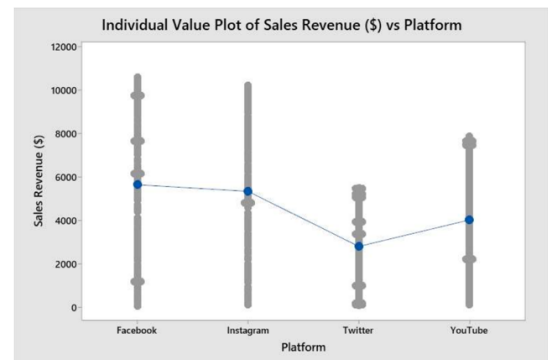 Individual Value Plot of Sales Revenue ($) vs Platform
12000
10000
8000
6000
4000
2000
0
Sales Revenue ($)
Facebook Instagram Twitter YouTube
Platform